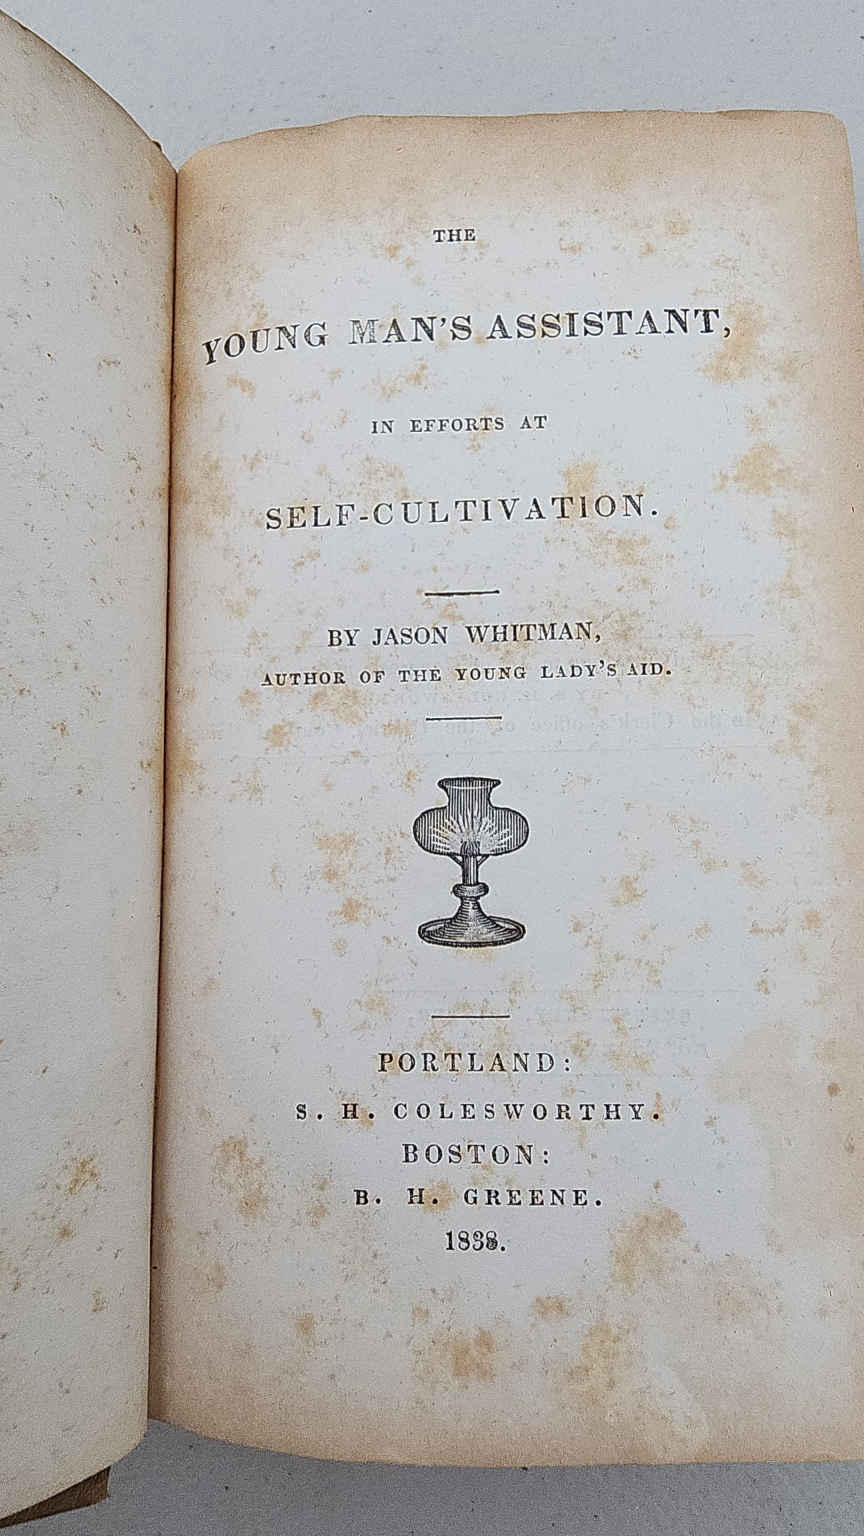 THE
YOUNG MAN'S ASSISTANT,
IN EFFORTS AT
SELF-CULTIVATION.
BY JASON WHITMAN,
AUTHOR OF THE YOUNG LADY'S AID.
PORTLAND:
S. H. COLESWORTHY.
BOSTON:
B. H. GREENE.
1838.